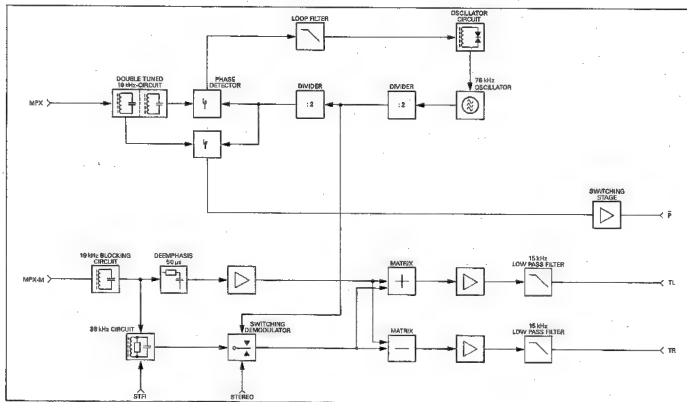 LOOP FILTER
OSCILLATOR
CIRCUIT
DOUBLE TUNED
19 kHz-CIRCUIT
PHASE
DETECTOR
DIVIDER
DIVIDER
76 kHz
OSCILLATOR
MPX
: 2
: 2
SWITCHING
STAGE
P
19 kHz BLOCKING
CIRCUIT
DEEMPHASIS
50 µs
MATRIX
15 kHz
LOW PASS FILTER
MPX-M
TL
38 kHz CIRCUIT
SWITCHING
DEMODULATOR
MATRIX
15 kHz
LOW PASS FILTER
TR
STEREO